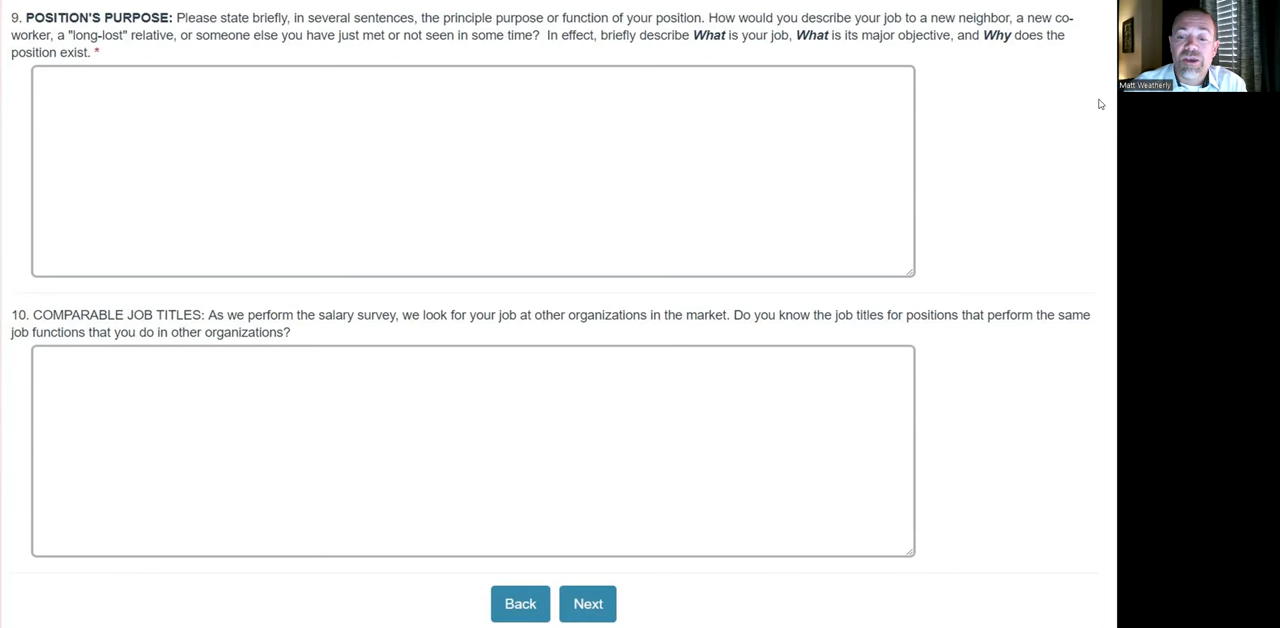 9. POSITION'S PURPOSE: Please state briefly, in several sentences, the principle purpose or function of your position. How would you describe your job to a new neighbor, a new co-
worker, a "long-lost" relative, or someone else you have just met or not seen in some time? In effect, briefly describe What is your job, What is its major objective, and Why does the
position exist. *
Matt Weatherly
10. COMPARABLE JOB TITLES: As we perform the salary survey, we look for your job at other organizations in the market. Do you know the job titles for positions that perform the same
job functions that you do in other organizations?
Back Next